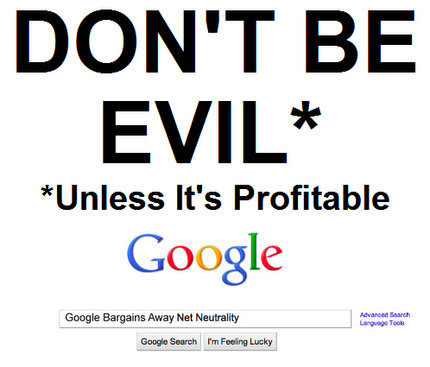 DON'T BE
EVIL*
*Unless It's Profitable
Google
Google Bargains Away Net Neutrality
Advanced Search
Language Tools
Google Search
I'm Feeling Lucky